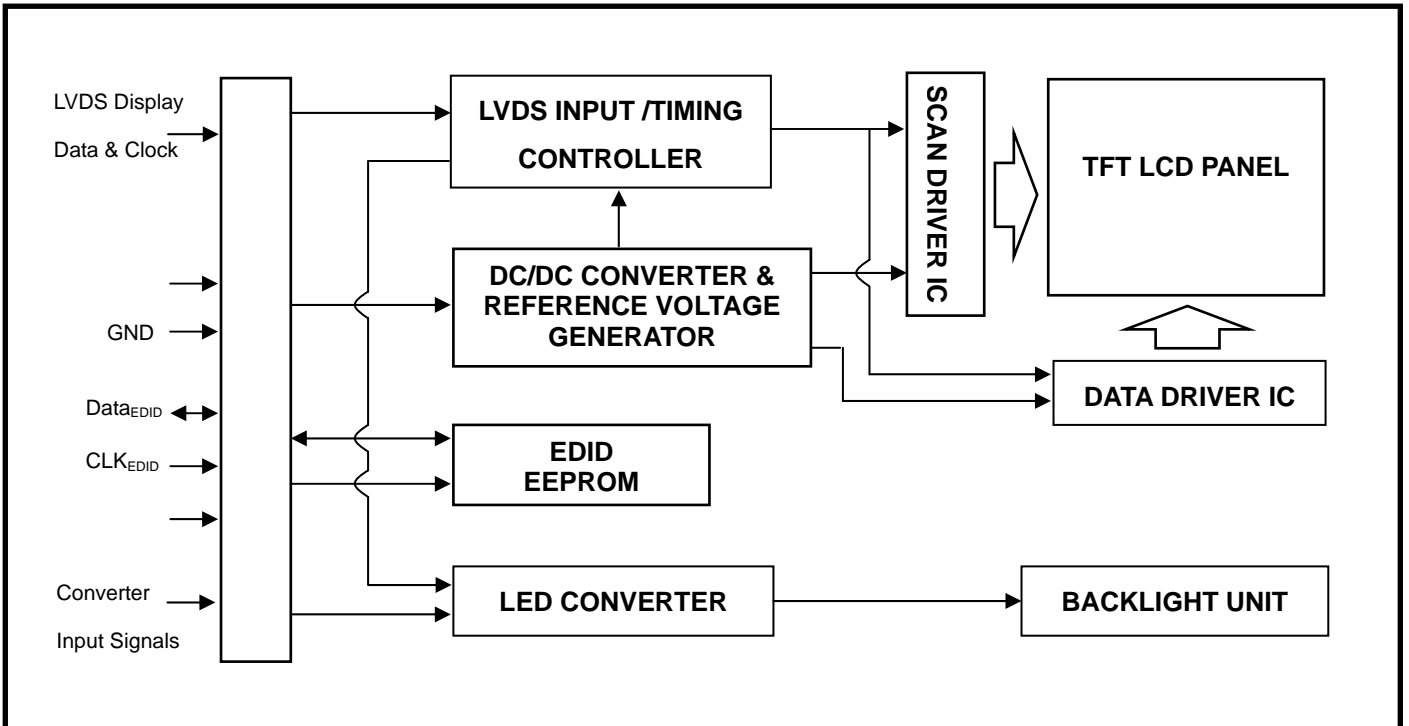 LVDS Display
Data & Clock
GND
DataEDID
CLKEDID
Converter
Input Signals
LVDS INPUT /TIMING
CONTROLLER
DC/DC CONVERTER &
REFERENCE VOLTAGE
GENERATOR
EDID
EEPROM
LED CONVERTER
SCAN DRIVER IC
TFT LCD PANEL
DATA DRIVER IC
BACKLIGHT UNIT